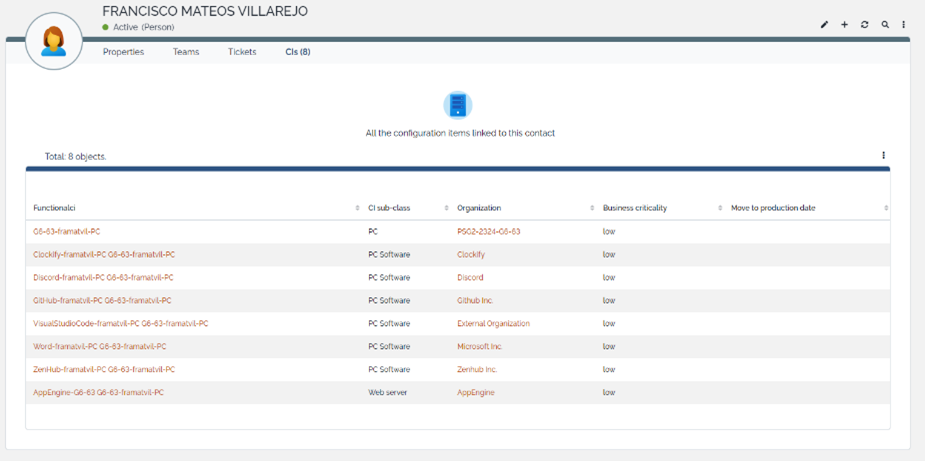 FRANCISCO MATEOS VILLAREJO
Active (Person)
Properties Teams Tickets CIs (8)
All the configuration items linked to this contact
Total: 8 objects.
Functionalci CI sub-class Organization Business criticality Move to production date
G6-63-framatvil-PC PC PSG2-2324-G6-63 low
Clockify-framatvil-PC G6-63-framatvil-PC PC Software Clockify low
Discord-framatvil-PC G6-63-framatvil-PC PC Software Discord low
GitHub-framatvil-PC G6-63-framatvil-PC PC Software Github Inc. low
VisualStudioCode-framatvil-PC G6-63-framatvil-PC PC Software External Organization low
Word-framatvil-PC G6-63-framatvil-PC PC Software Microsoft Inc. low
ZenHub-framatvil-PC G6-63-framatvil-PC PC Software Zenhub Inc. low
AppEngine-G6-63 G6-63-framatvil-PC Web server AppEngine low